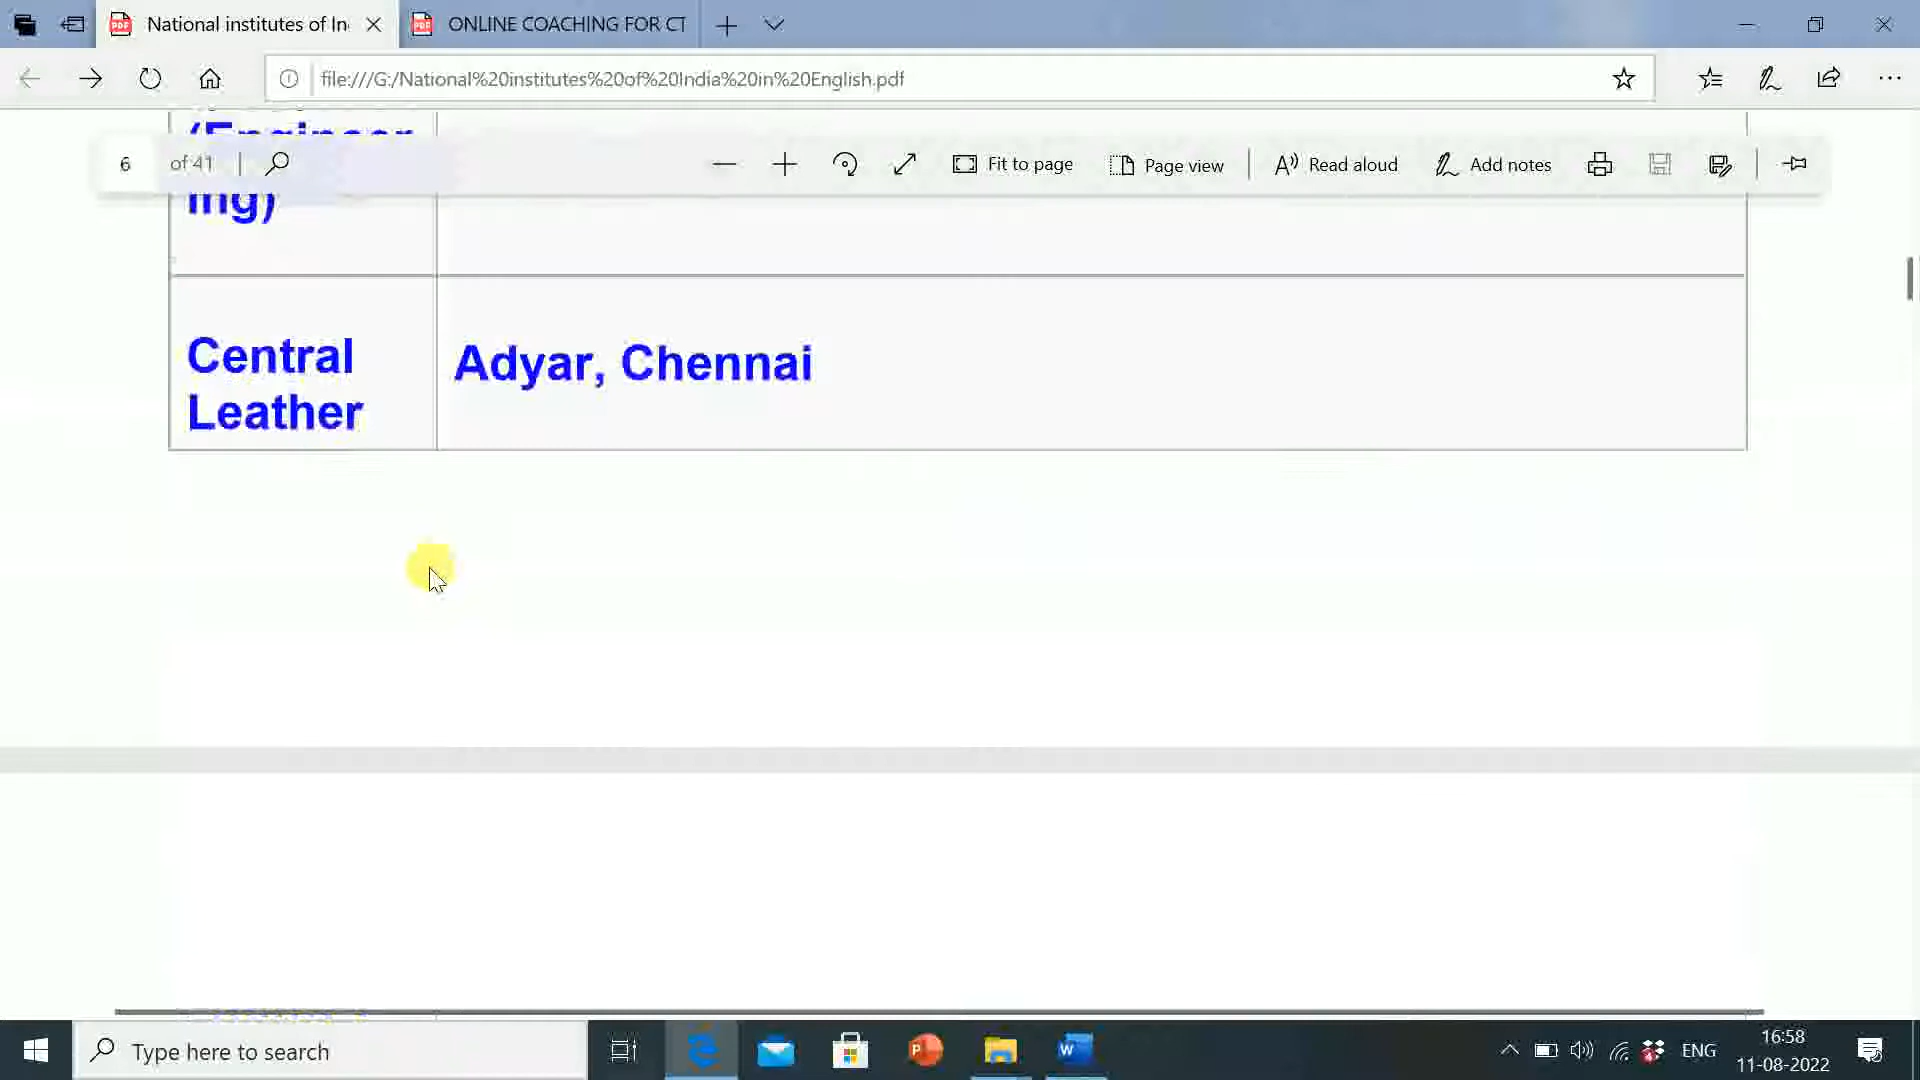 National institutes of In
ONLINE COACHING FOR CT
file:///G:/National%20institutes%20of%20India%20in%20English.pdf
(Engineer
6 of 41
Fit to page
Page view
Read aloud
Add notes
ing)
Central
Leather
Adyar, Chennai
Type here to search
ENG
16:58
11-08-2022